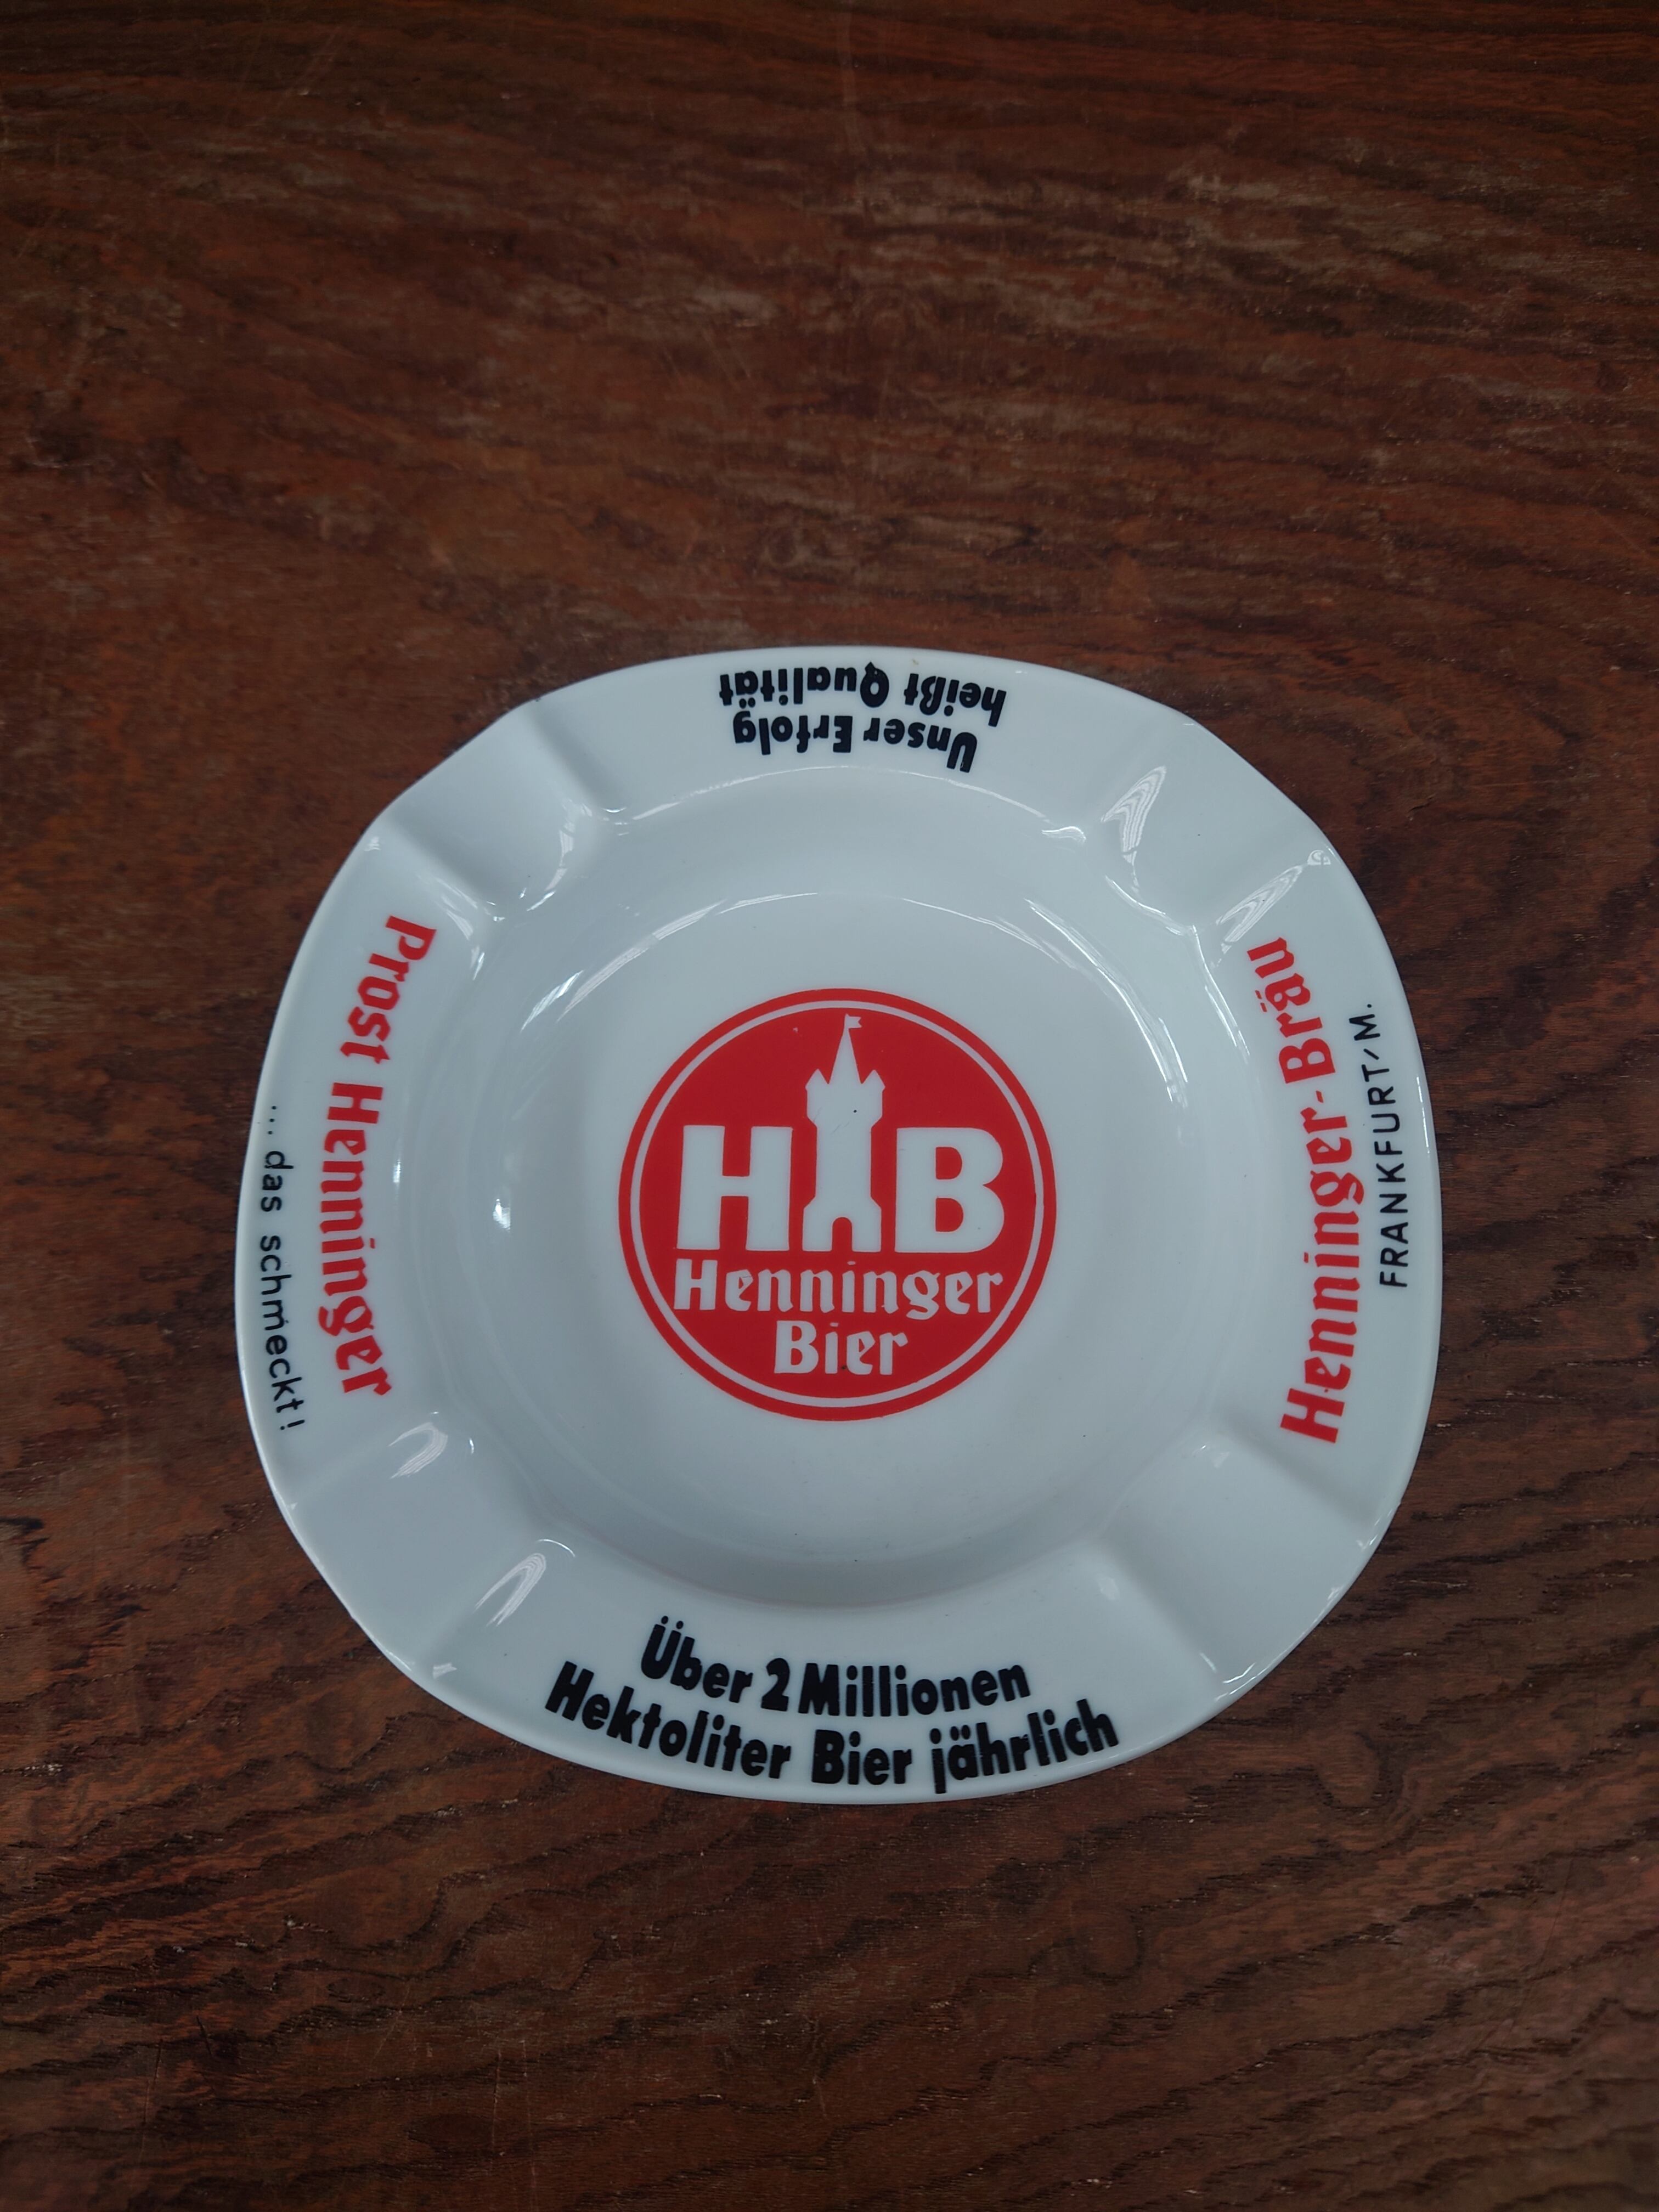 Unser Erfolg
heißt Qualität
Prost Henninger
... das schmeckt!
HB
Henninger
Bier
Henninger-Bräu
FRANKFURT/M.
Über 2 Millionen
Hektoliter Bier jährlich